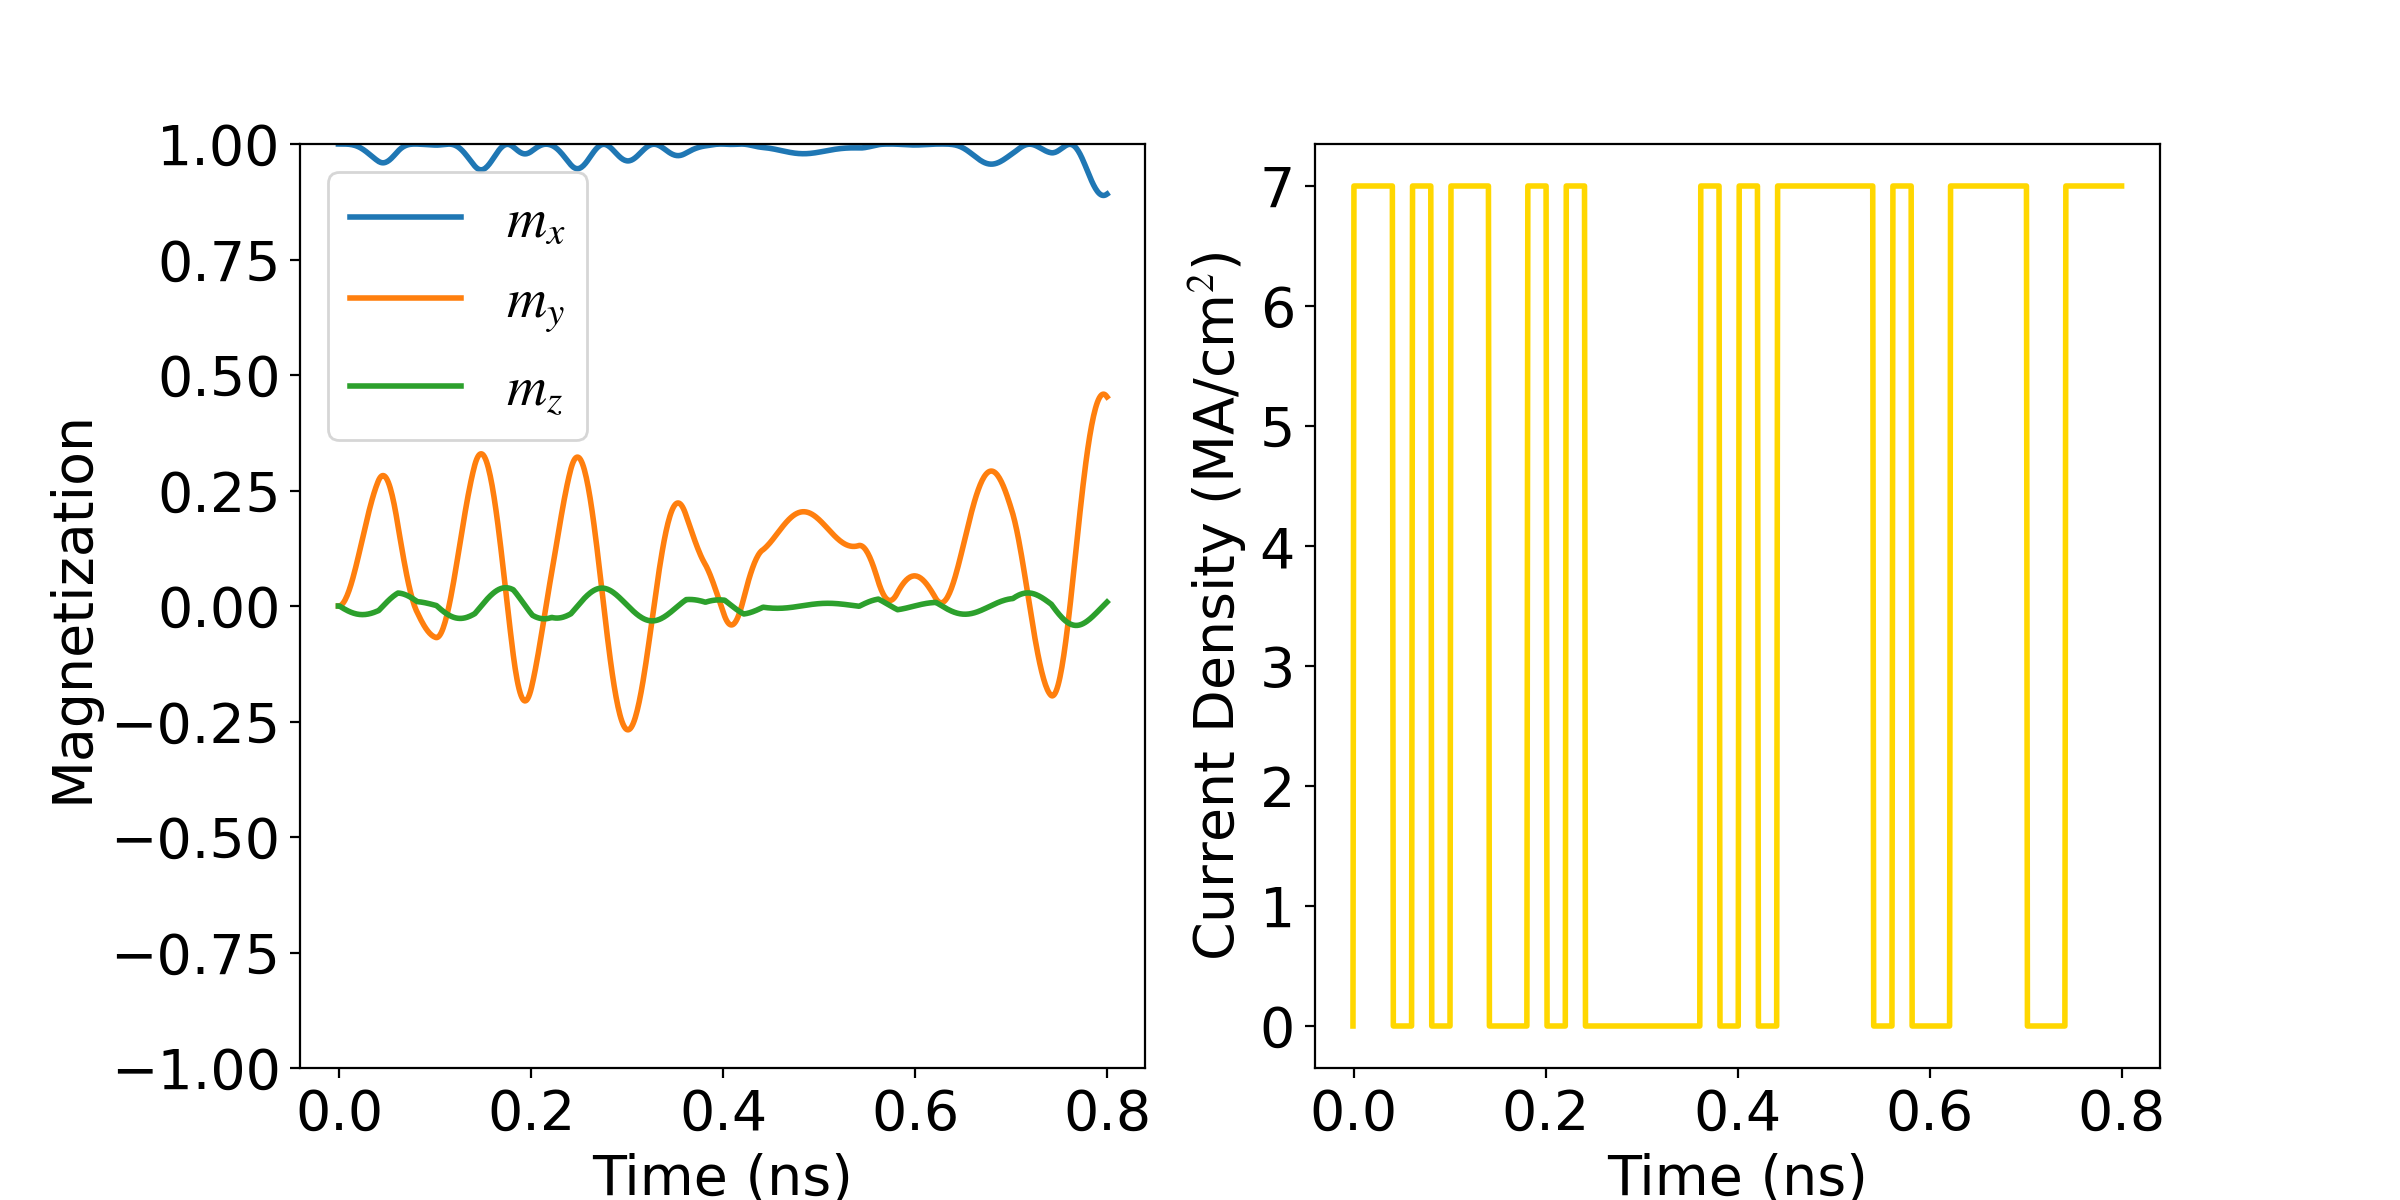 1.00
0.75
0.50
0.25
0.00
−0.25
−0.50
−0.75
−1.00
Magnetization
mₓ
m_y
m_z
0.0 0.2 0.4 0.6 0.8
Time (ns)
7
6
5
4
3
2
1
0
Current Density (MA/cm²)
0.0 0.2 0.4 0.6 0.8
Time (ns)